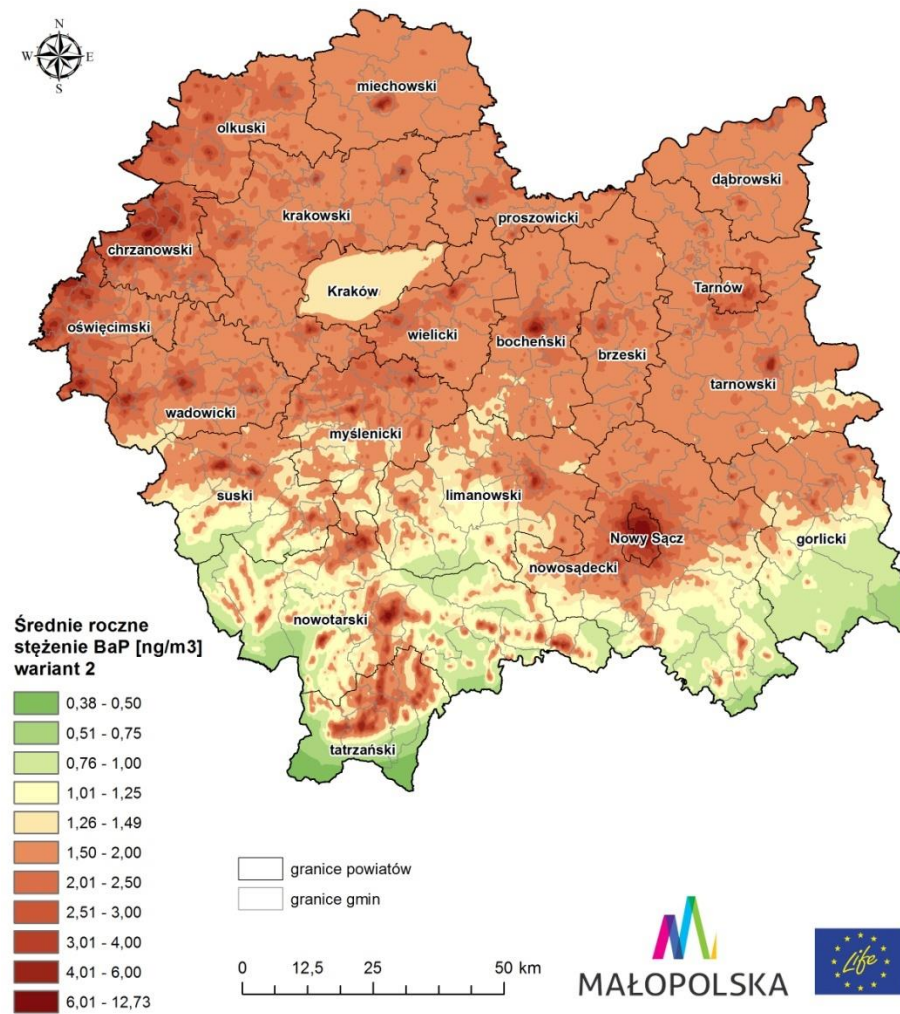 N
W E
S
miechowski
olkuski
dąbrowski
krakowski
proszowicki
chrzanowski
Tarnów
Kraków
oświęcimski
wielicki
bocheński
brzeski
tarnowski
wadowicki
myślenicki
suski
limanowski
Nowy Sącz
gorlicki
nowosądecki
nowotarski
tatrzański
Średnie roczne
stężenie BaP [ng/m3]
wariant 2
0,38 - 0,50
0,51 - 0,75
0,76 - 1,00
1,01 - 1,25
1,26 - 1,49
1,50 - 2,00
2,01 - 2,50
2,51 - 3,00
3,01 - 4,00
4,01 - 6,00
6,01 - 12,73
granice powiatów
granice gmin
0 12,5 25 50 km
MAŁOPOLSKA
Life